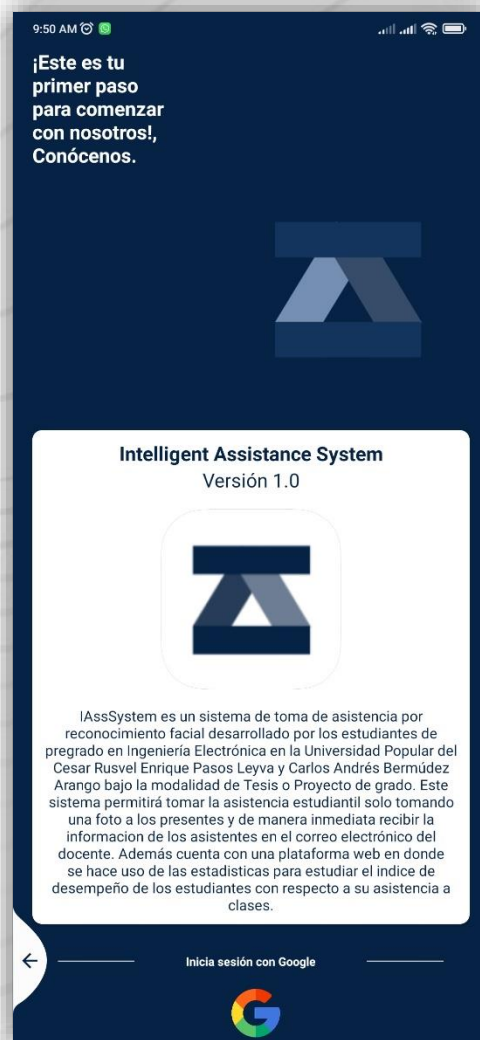 9:50 AM
¡Este es tu
primer paso
para comenzar
con nosotros!,
Conócenos.
Intelligent Assistance System
Versión 1.0
IAssSystem es un sistema de toma de asistencia por
reconocimiento facial desarrollado por los estudiantes de
pregrado en Ingeniería Electrónica en la Universidad Popular del
Cesar Rusvel Enrique Pasos Leyva y Carlos Andrés Bermúdez
Arango bajo la modalidad de Tesis o Proyecto de grado. Este
sistema permitirá tomar la asistencia estudiantil solo tomando
una foto a los presentes y de manera inmediata recibir la
informacion de los asistentes en el correo electrónico del
docente. Además cuenta con una plataforma web en donde
se hace uso de las estadisticas para estudiar el indice de
desempeño de los estudiantes con respecto a su asistencia a
clases.
Inicia sesión con Google